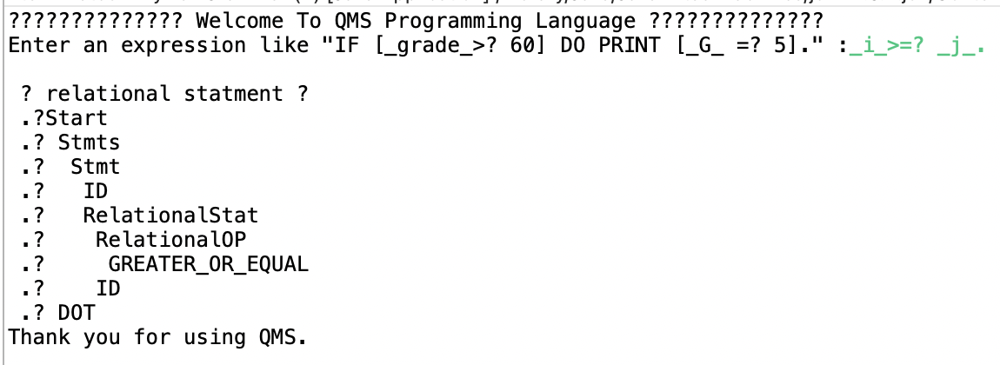 ?????????????? Welcome To QMS Programming Language ??????????????
Enter an expression like "IF [_grade_>? 60] DO PRINT [_G_ =? 5]." :_i_>=? _j_.
? relational statment ?
.?Start
.? Stmts
.?  Stmt
.?   ID
.?   RelationalStat
.?    RelationalOP
.?     GREATER_OR_EQUAL
.?    ID
.? DOT
Thank you for using QMS.